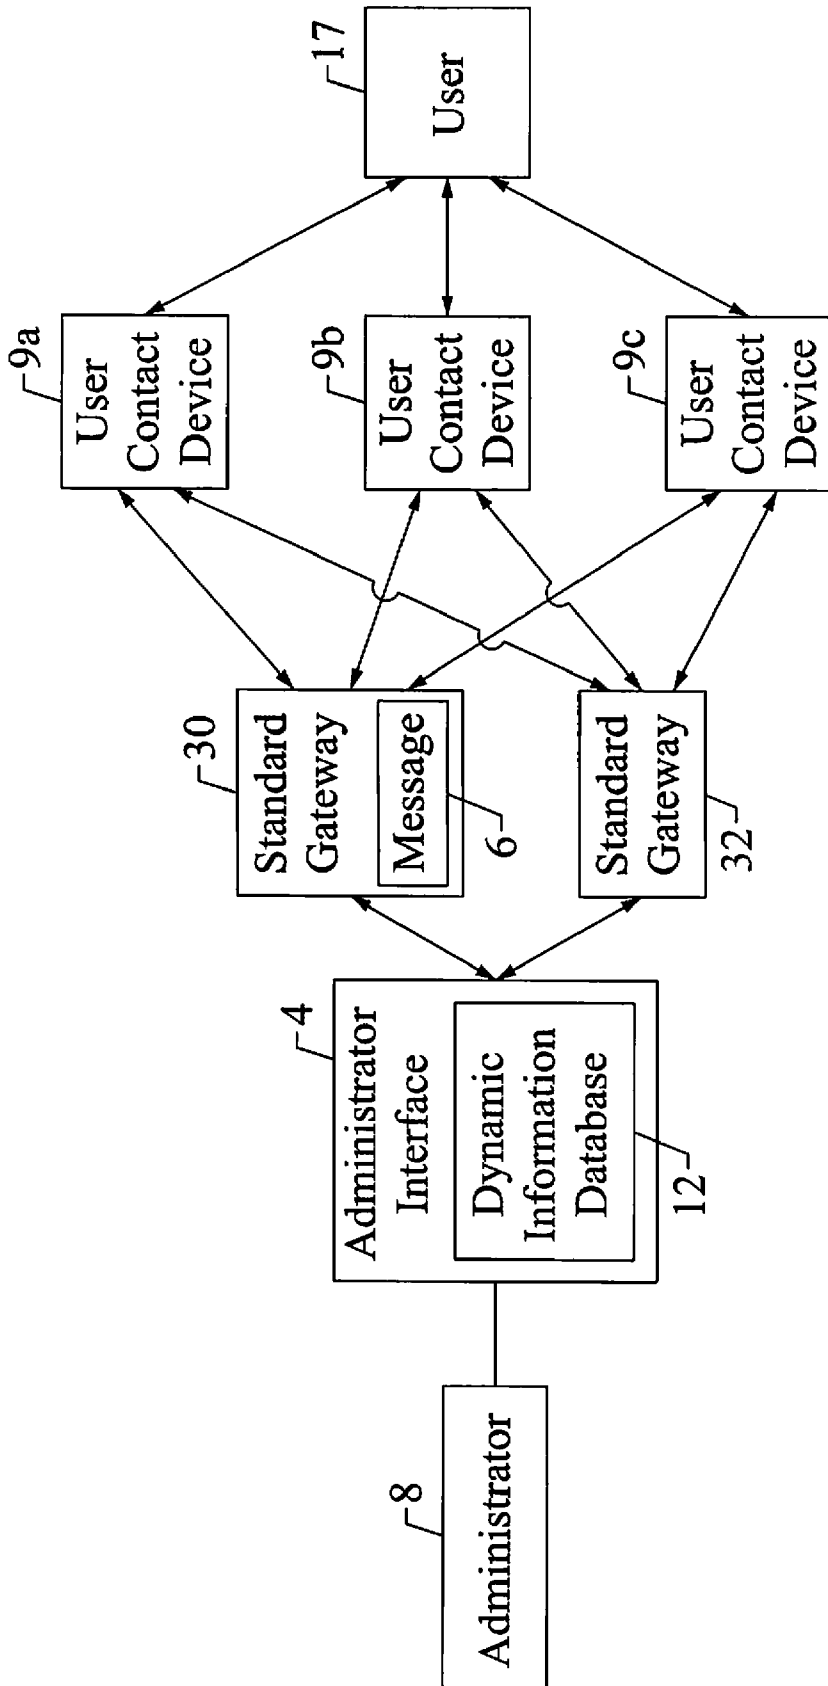 8
Administrator
4
Administrator
Interface
Dynamic
Information
Database
12
30
Standard
Gateway
Message
6
Standard
Gateway
32
9a
User
Contact
Device
9b
User
Contact
Device
9c
User
Contact
Device
17
User